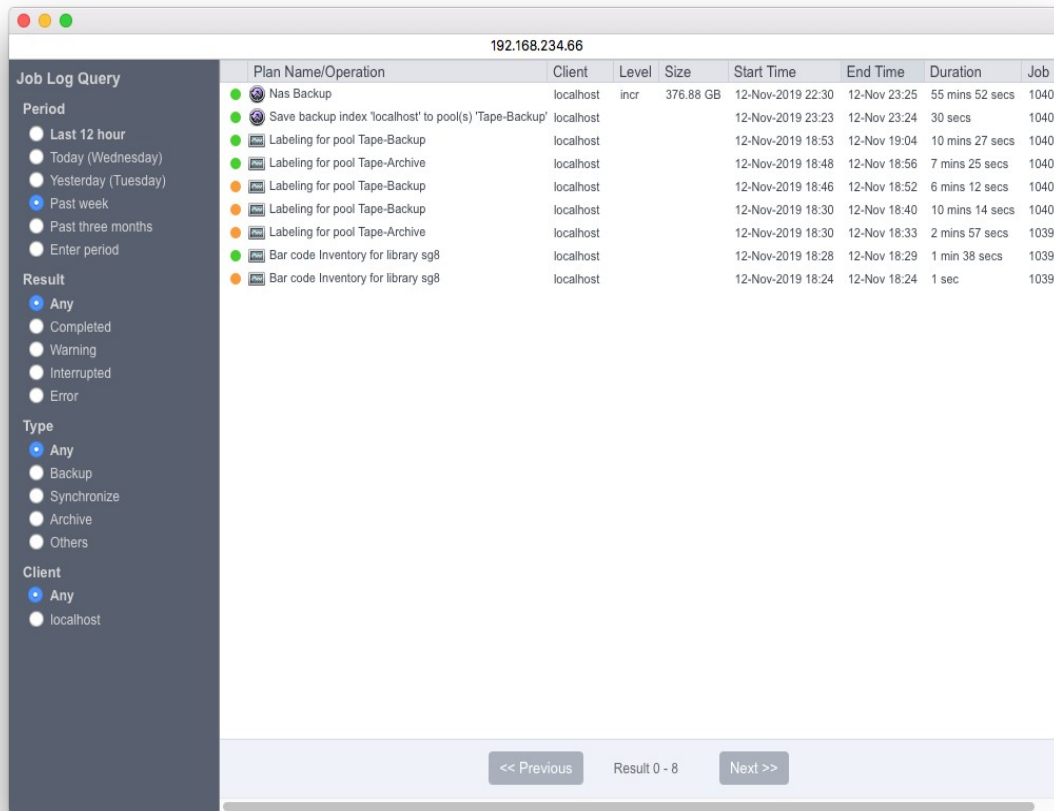 192.168.234.66
Job Log Query
Period
Last 12 hour
Today (Wednesday)
Yesterday (Tuesday)
Past week
Past three months
Enter period
Result
Any
Completed
Warning
Interrupted
Error
Type
Any
Backup
Synchronize
Archive
Others
Client
Any
localhost
Plan Name/Operation Client Level Size Start Time End Time Duration Job
Nas Backup localhost incr 376.88 GB 12-Nov-2019 22:30 12-Nov 23:25 55 mins 52 secs 1040
Save backup index 'localhost' to pool(s) 'Tape-Backup' localhost 12-Nov-2019 23:23 12-Nov 23:24 30 secs 1040
Labeling for pool Tape-Backup localhost 12-Nov-2019 18:53 12-Nov 19:04 10 mins 27 secs 1040
Labeling for pool Tape-Archive localhost 12-Nov-2019 18:48 12-Nov 18:56 7 mins 25 secs 1040
Labeling for pool Tape-Backup localhost 12-Nov-2019 18:46 12-Nov 18:52 6 mins 12 secs 1040
Labeling for pool Tape-Backup localhost 12-Nov-2019 18:30 12-Nov 18:40 10 mins 14 secs 1040
Labeling for pool Tape-Archive localhost 12-Nov-2019 18:30 12-Nov 18:33 2 mins 57 secs 1039
Bar code Inventory for library sg8 localhost 12-Nov-2019 18:28 12-Nov 18:29 1 min 38 secs 1039
Bar code Inventory for library sg8 localhost 12-Nov-2019 18:24 12-Nov 18:24 1 sec 1039
<< Previous Result 0 - 8 Next >>